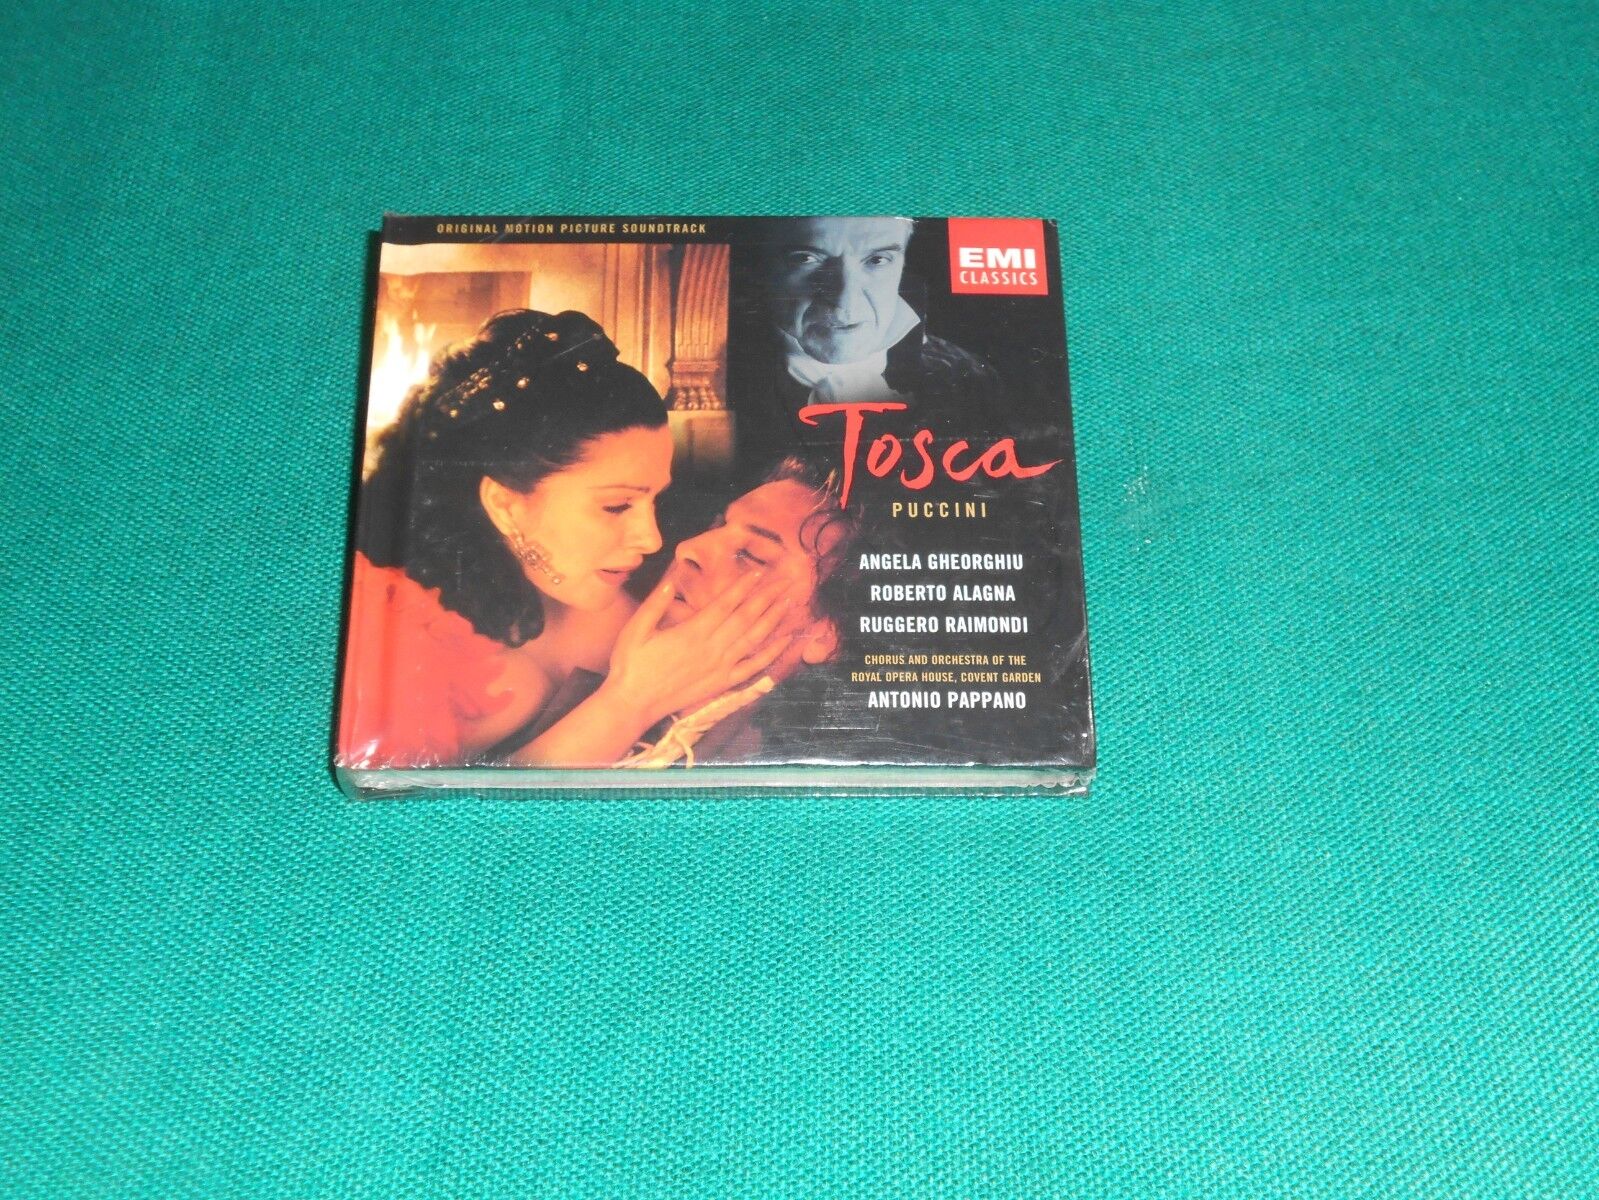 ORIGINAL MOTION PICTURE SOUNDTRACK
EMI
CLASSICS
Tosca
PUCCINI
ANGELA GHEORGHIU
ROBERTO ALAGNA
RUGGERO RAIMONDI
CHORUS AND ORCHESTRA OF THE
ROYAL OPERA HOUSE, COVENT GARDEN
ANTONIO PAPPANO